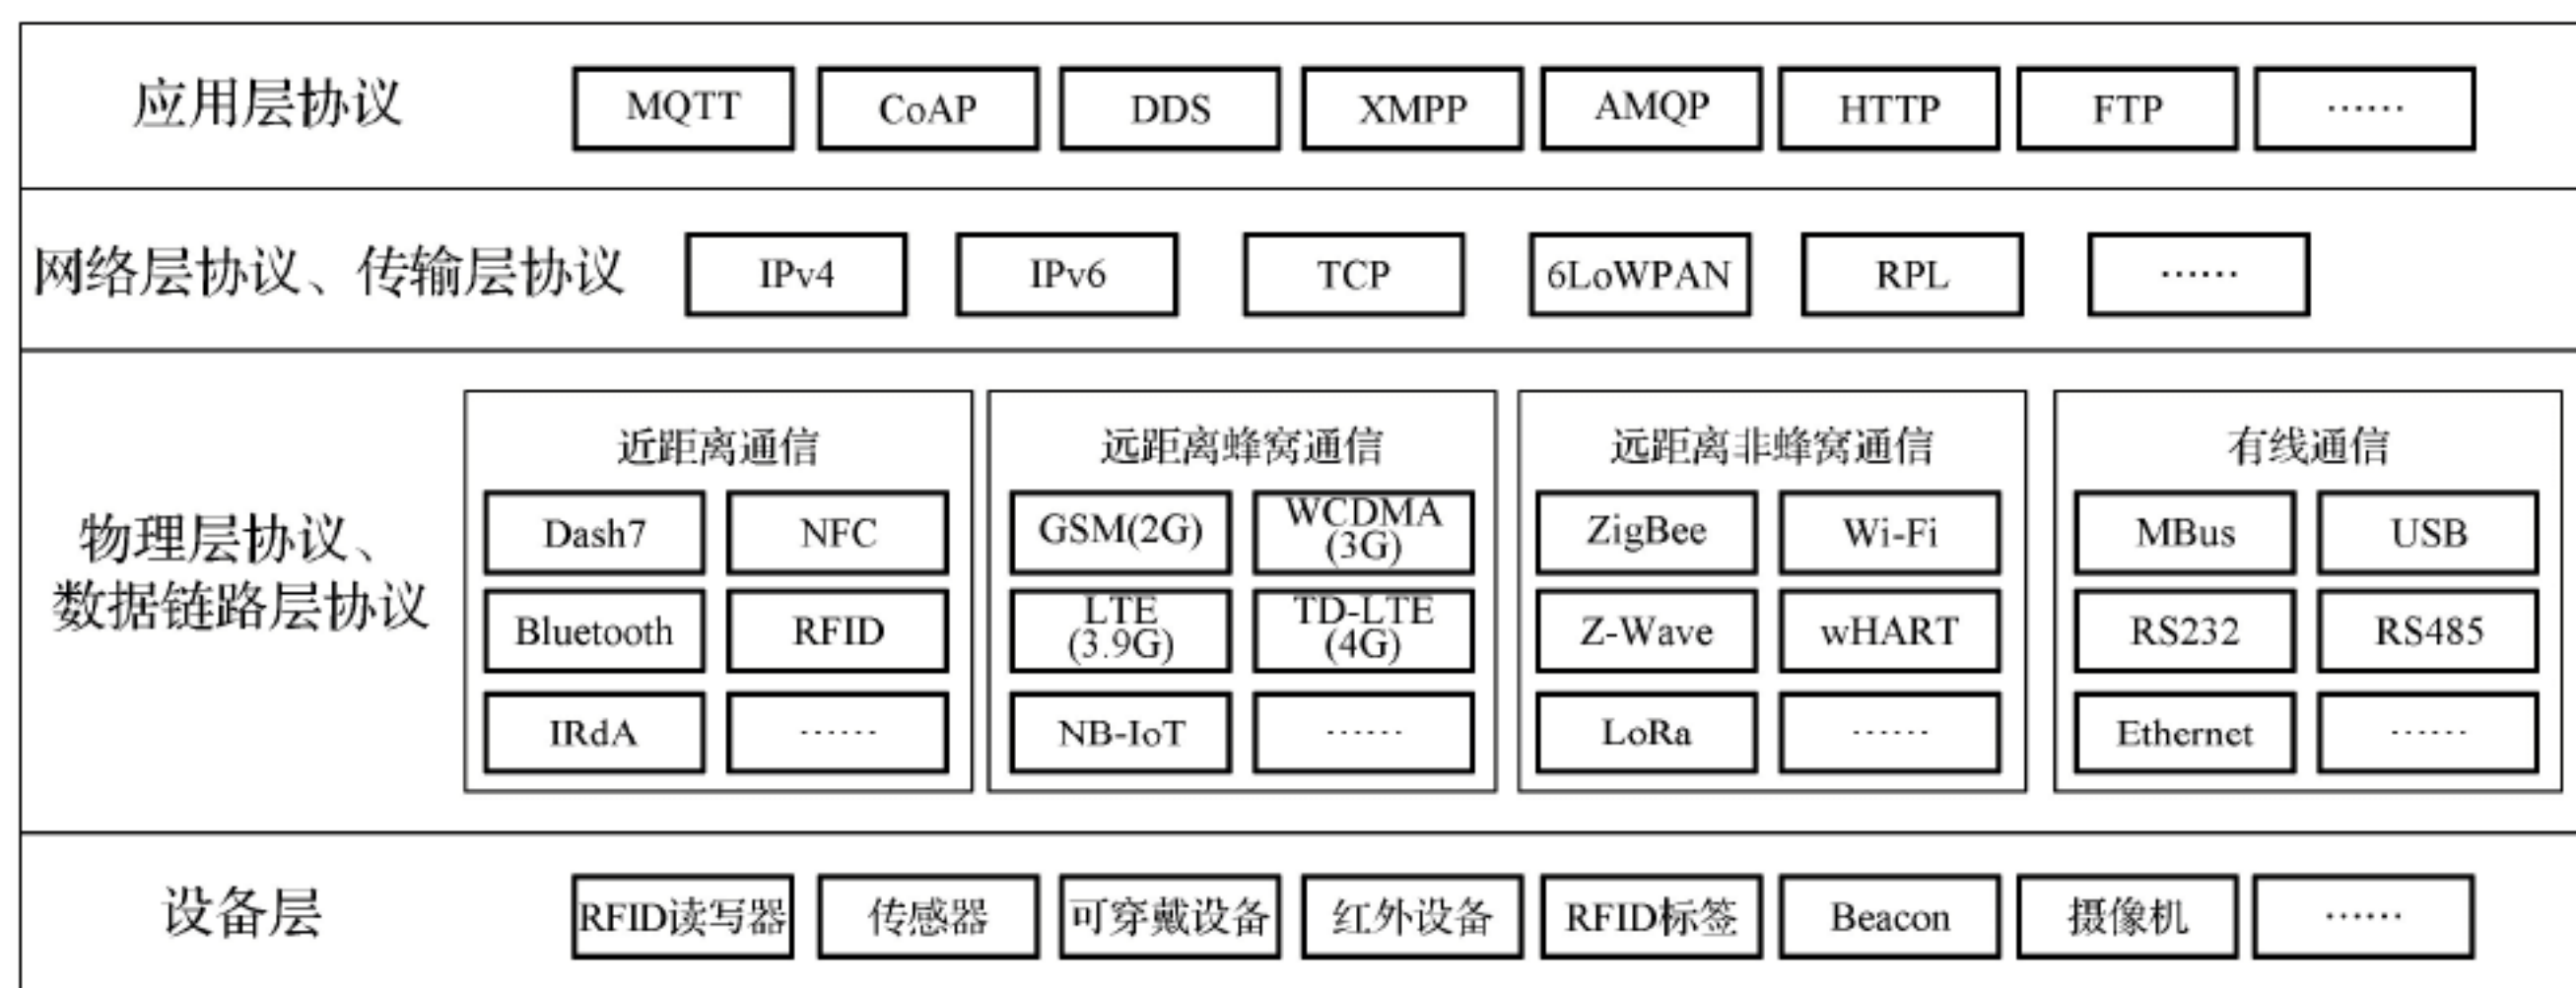 应用层协议
MQTT
CoAP
DDS
XMPP
AMQP
HTTP
FTP
……
网络层协议、传输层协议
IPv4
IPv6
TCP
6LoWPAN
RPL
……
物理层协议、
数据链路层协议
近距离通信
Dash7
NFC
Bluetooth
RFID
IRdA
……
远距离蜂窝通信
GSM(2G)
WCDMA
(3G)
LTE
(3.9G)
TD-LTE
(4G)
NB-IoT
……
远距离非蜂窝通信
ZigBee
Wi-Fi
Z-Wave
wHART
LoRa
……
有线通信
MBus
USB
RS232
RS485
Ethernet
……
设备层
RFID读写器
传感器
可穿戴设备
红外设备
RFID标签
Beacon
摄像机
……